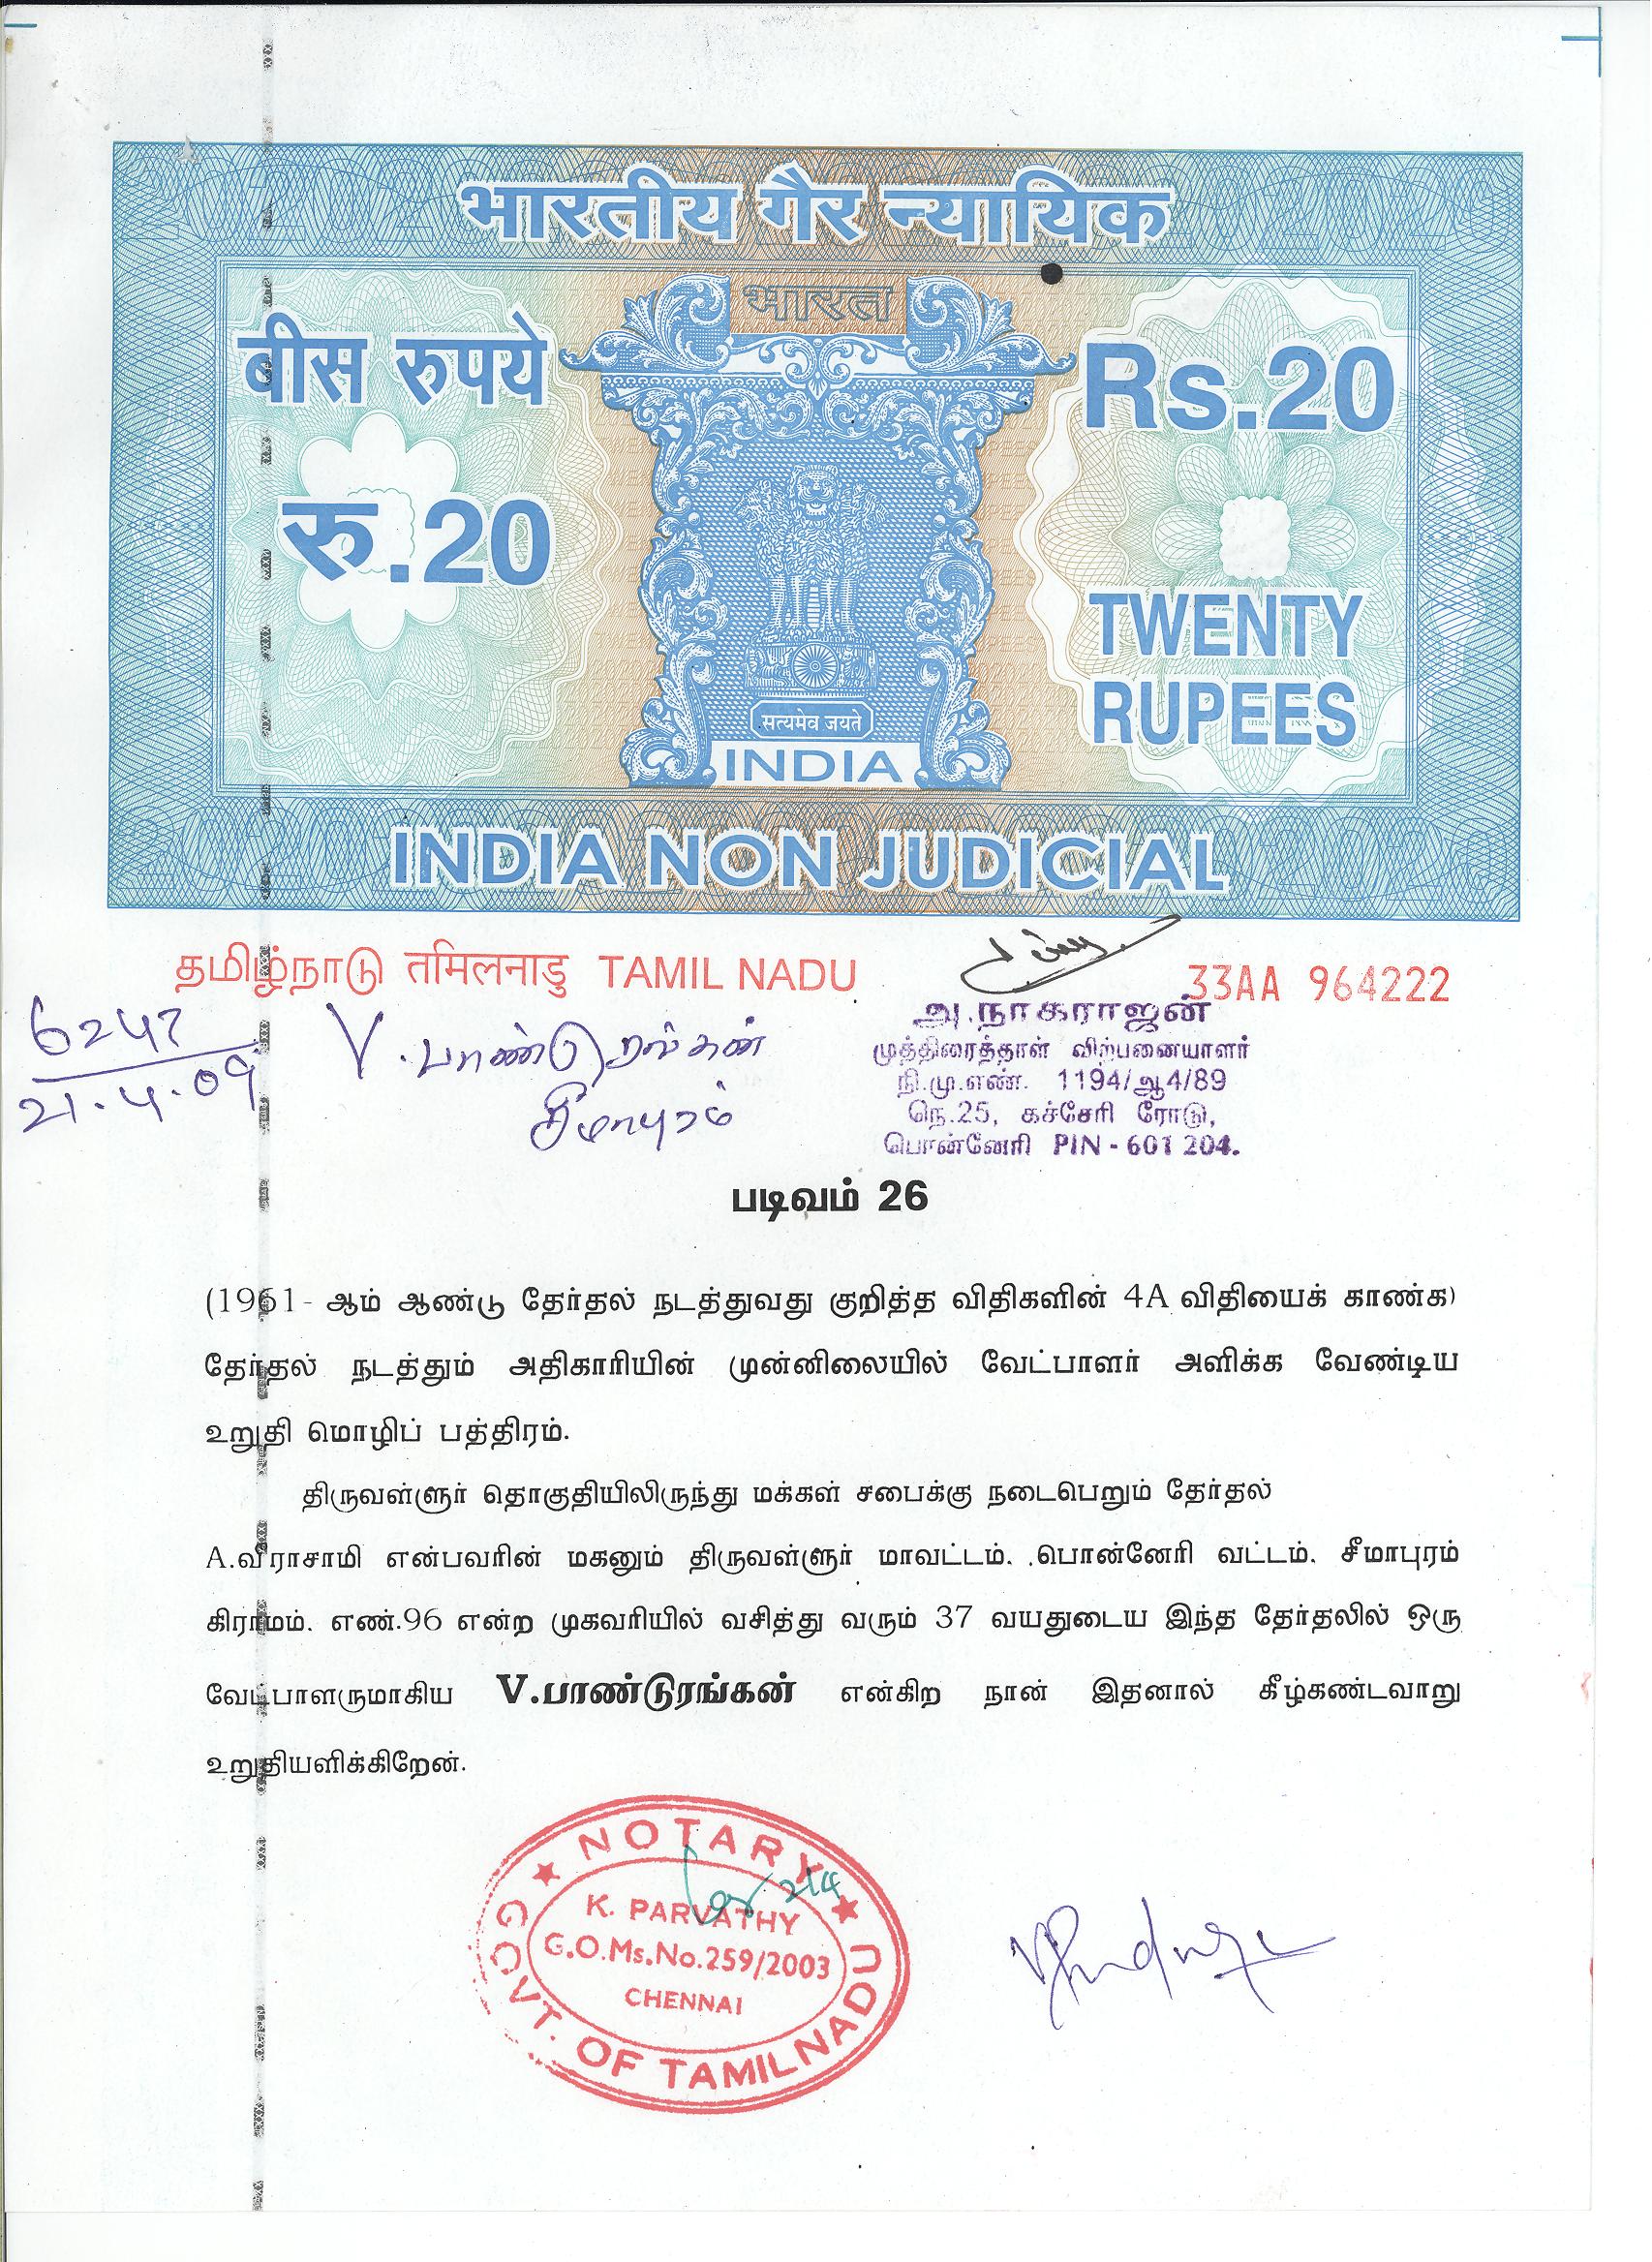 भारतीय गैर न्यायिक
भारत
बीस रुपये
रु.20
Rs.20
TWENTY
RUPEES
सत्यमेव जयते
INDIA
INDIA NON JUDICIAL
தமிழ்நாடு तमिलनाडु TAMIL NADU
33AA 964222
6247
21.4.09
V. பாண்டுரங்கன்
சீமாபுரம்
அ.நாகராஜன்
முத்திரைத்தாள் விற்பனையாளர்
நி.மு.எண். 1194/ஆ4/89
நெ.25, கச்சேரி ரோடு,
பொன்னேரி PIN - 601 204.
படிவம் 26
(1961- ஆம் ஆண்டு தேர்தல் நடத்துவது குறித்த விதிகளின் 4A விதியைக் காண்க)
தேர்தல் நடத்தும் அதிகாரியின் முன்னிலையில் வேட்பாளர் அளிக்க வேண்டிய
உறுதி மொழிப் பத்திரம்.
திருவள்ளூர் தொகுதியிலிருந்து மக்கள் சபைக்கு நடைபெறும் தேர்தல்
A.வீராசாமி என்பவரின் மகனும் திருவள்ளூர் மாவட்டம். பொன்னேரி வட்டம். சீமாபுரம்
கிராமம். எண்.96 என்ற முகவரியில் வசித்து வரும் 37 வயதுடைய இந்த தேர்தலில் ஒரு
வேட்பாளருமாகிய V.பாண்டுரங்கன் என்கிற நான் இதனால் கீழ்கண்டவாறு
உறுதியளிக்கிறேன்.
NOTARY
K. PARVATHY
G.O.Ms.No.259/2003
CHENNAI
GOVT. OF TAMILNADU